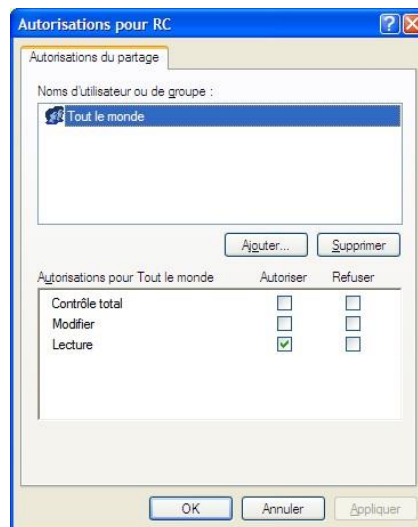 Autorisations pour RC
Autorisations du partage
Noms d'utilisateur ou de groupe :
Tout le monde
Ajouter... Supprimer
Autorisations pour Tout le monde Autoriser Refuser
Contrôle total
Modifier
Lecture
OK Annuler Appliquer